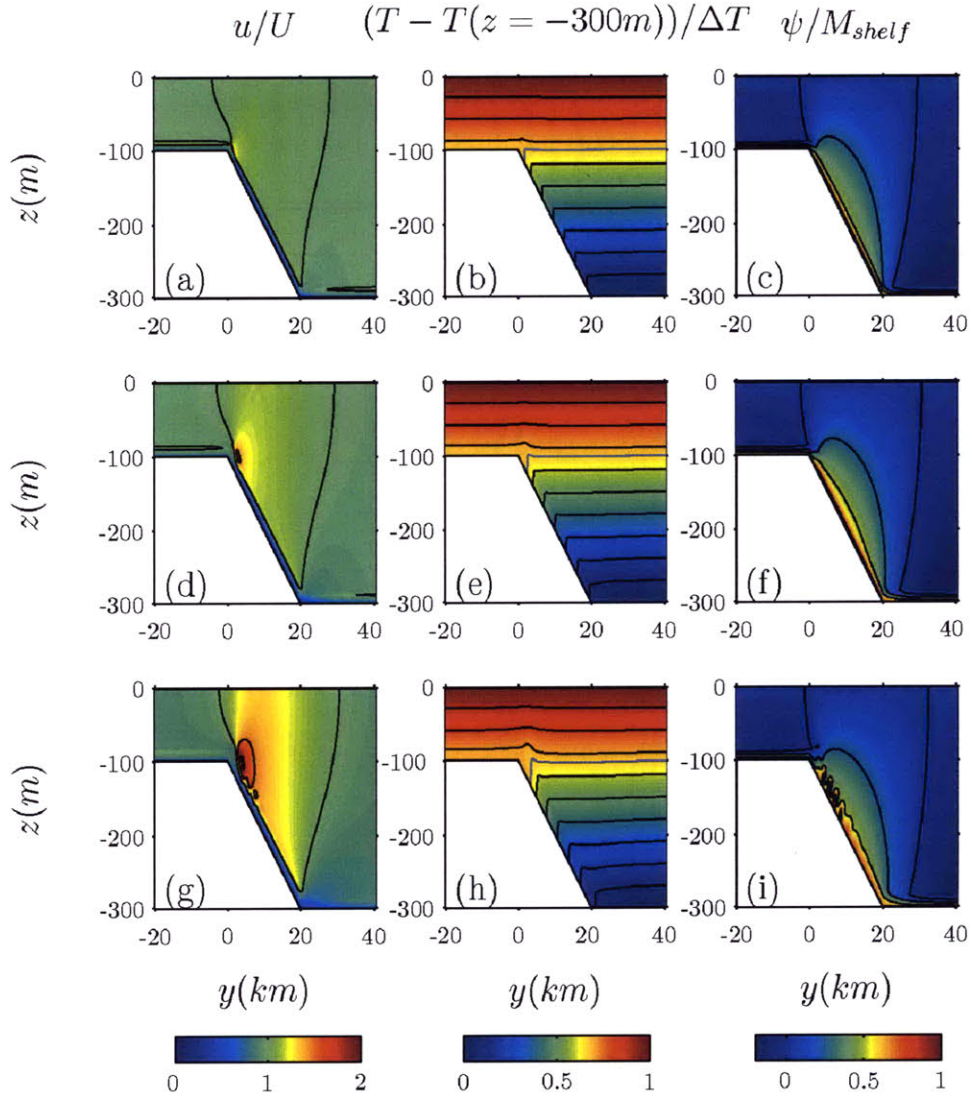 u/U (T − T(z = −300m))/ΔT ψ/M_shelf
z(m) 0 -100 -200 -300 (a) -20 0 20 40
0 -100 -200 -300 (b) -20 0 20 40
0 -100 -200 -300 (c) -20 0 20 40
z(m) 0 -100 -200 -300 (d) -20 0 20 40
0 -100 -200 -300 (e) -20 0 20 40
0 -100 -200 -300 (f) -20 0 20 40
z(m) 0 -100 -200 -300 (g) -20 0 20 40
0 -100 -200 -300 (h) -20 0 20 40
0 -100 -200 -300 (i) -20 0 20 40
y(km) y(km) y(km)
0 1 2 0 0.5 1 0 0.5 1